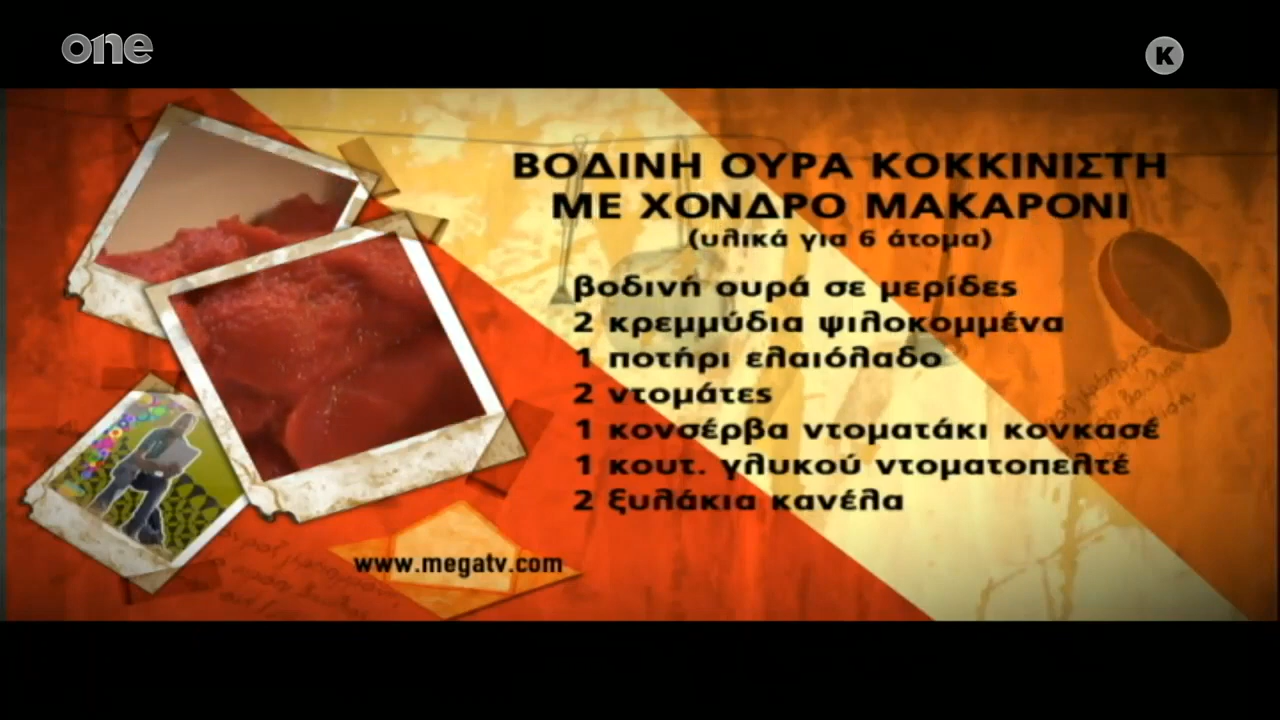 one
K
ΒΟΔΙΝΗ ΟΥΡΑ ΚΟΚΚΙΝΙΣΤΗ
ΜΕ ΧΟΝΔΡΟ ΜΑΚΑΡΟΝΙ
(υλικά για 6 άτομα)
βοδινή ουρά σε μερίδες
2 κρεμμύδια ψιλοκομμένα
1 ποτήρι ελαιόλαδο
2 ντομάτες
1 κονσέρβα ντοματάκι κονκασέ
1 κουτ. γλυκού ντοματοπελτέ
2 ξυλάκια κανέλα
www.megatv.com